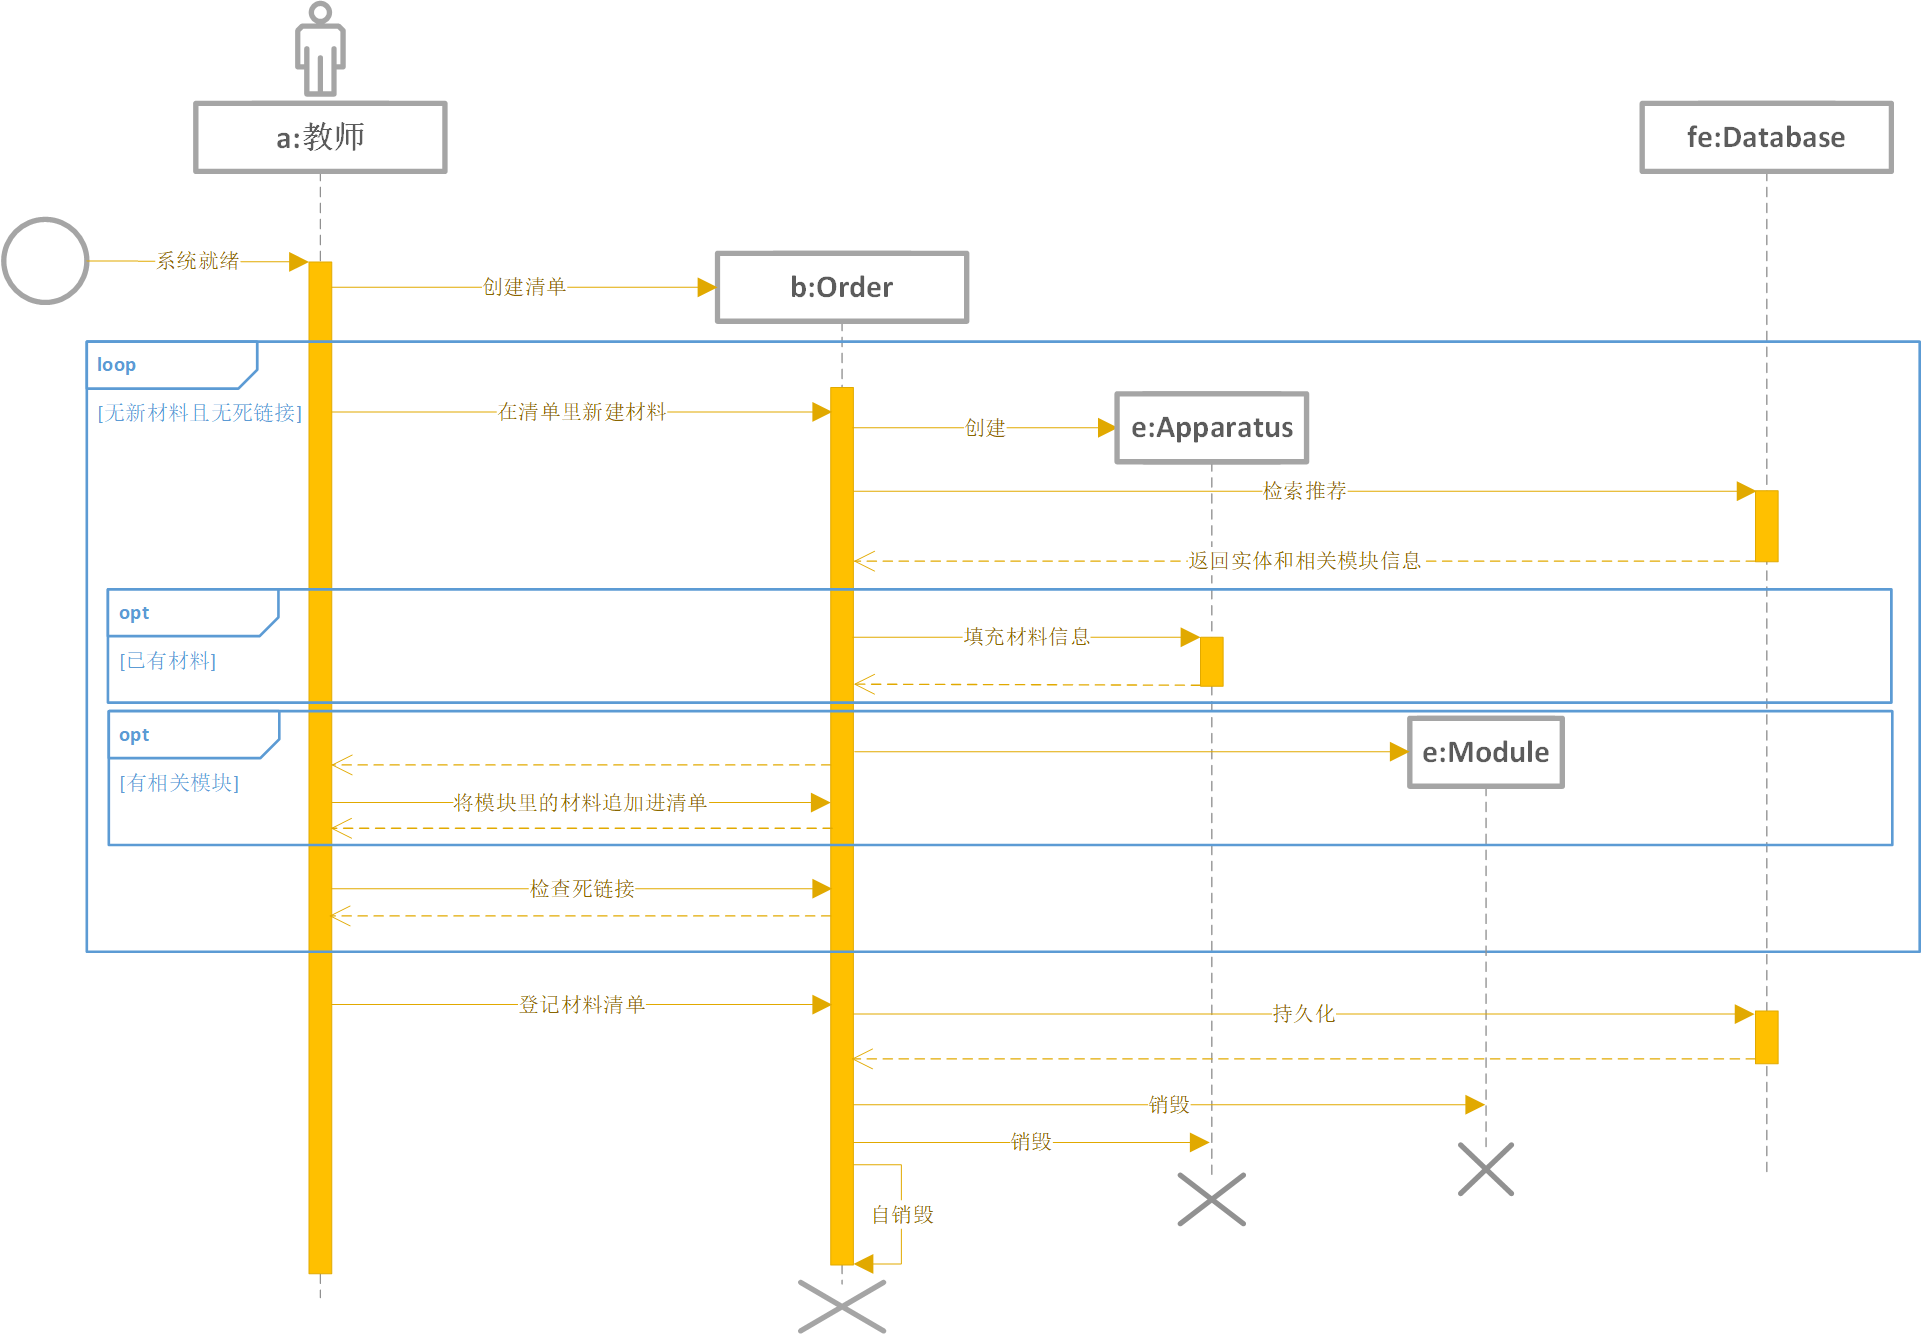 a:教师
fe:Database
系统就绪
创建清单
b:Order
loop
[无新材料且无死链接]
在清单里新建材料
创建
e:Apparatus
检索推荐
返回实体和相关模块信息
opt
[已有材料]
填充材料信息
opt
[有相关模块]
e:Module
将模块里的材料追加进清单
检查死链接
登记材料清单
持久化
销毁
销毁
自销毁